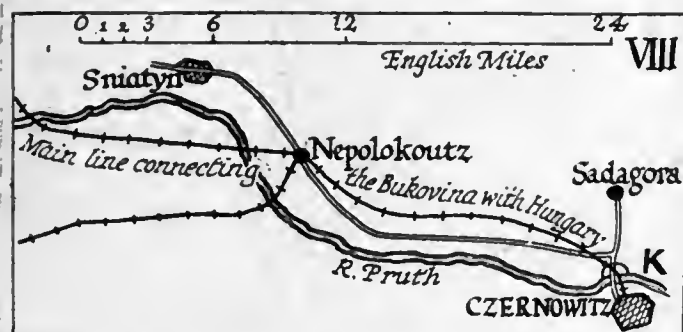 0 1 2 3 6 12 24
English Miles
VIII
Sniatyn
Nepolokoutz
Main line connecting
the Bukovina with Hungary
Sadagora
R. Pruth
K
CZERNOWITZ